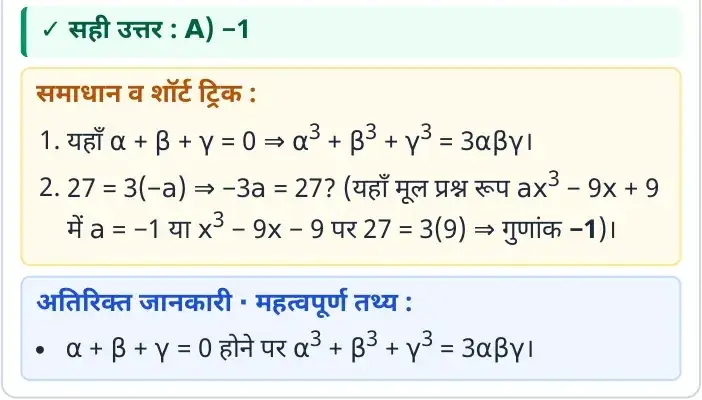 ✓ सही उत्तर : A) −1
समाधान व शॉर्ट ट्रिक :
1. यहाँ α + β + γ = 0 ⇒ α³ + β³ + γ³ = 3αβγ।
2. 27 = 3(−a) ⇒ −3a = 27? (यहाँ मूल प्रश्न रूप ax³ − 9x + 9
में a = −1 या x³ − 9x − 9 पर 27 = 3(9) ⇒ गुणांक −1)।
अतिरिक्त जानकारी · महत्वपूर्ण तथ्य :
• α + β + γ = 0 होने पर α³ + β³ + γ³ = 3αβγ।